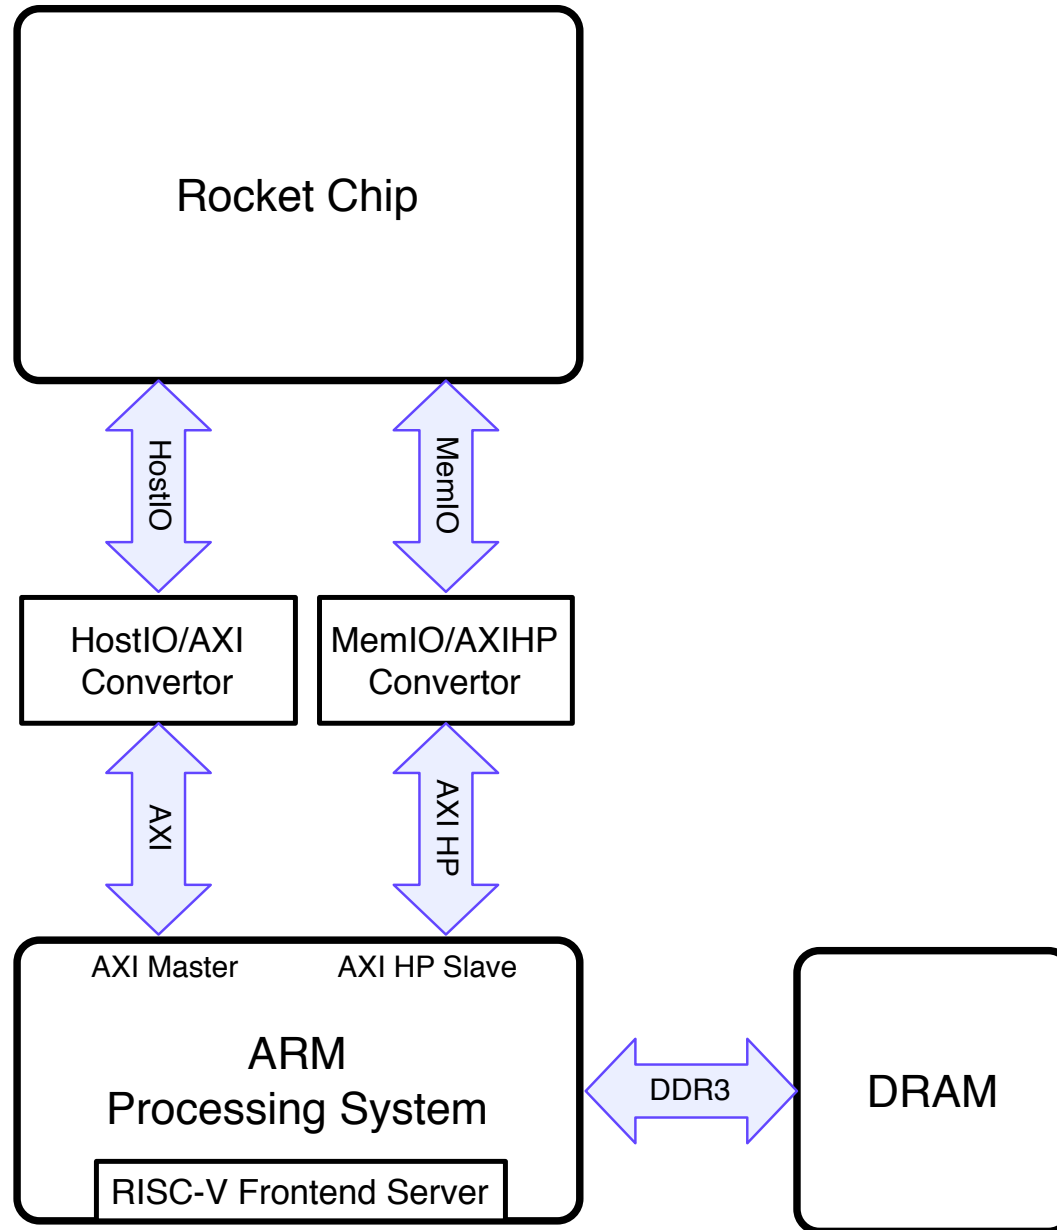 Rocket Chip
HostIO
MemIO
HostIO/AXI
Convertor
MemIO/AXIHP
Convertor
AXI
AXI HP
AXI Master
AXI HP Slave
ARM
Processing System
RISC-V Frontend Server
DDR3
DRAM